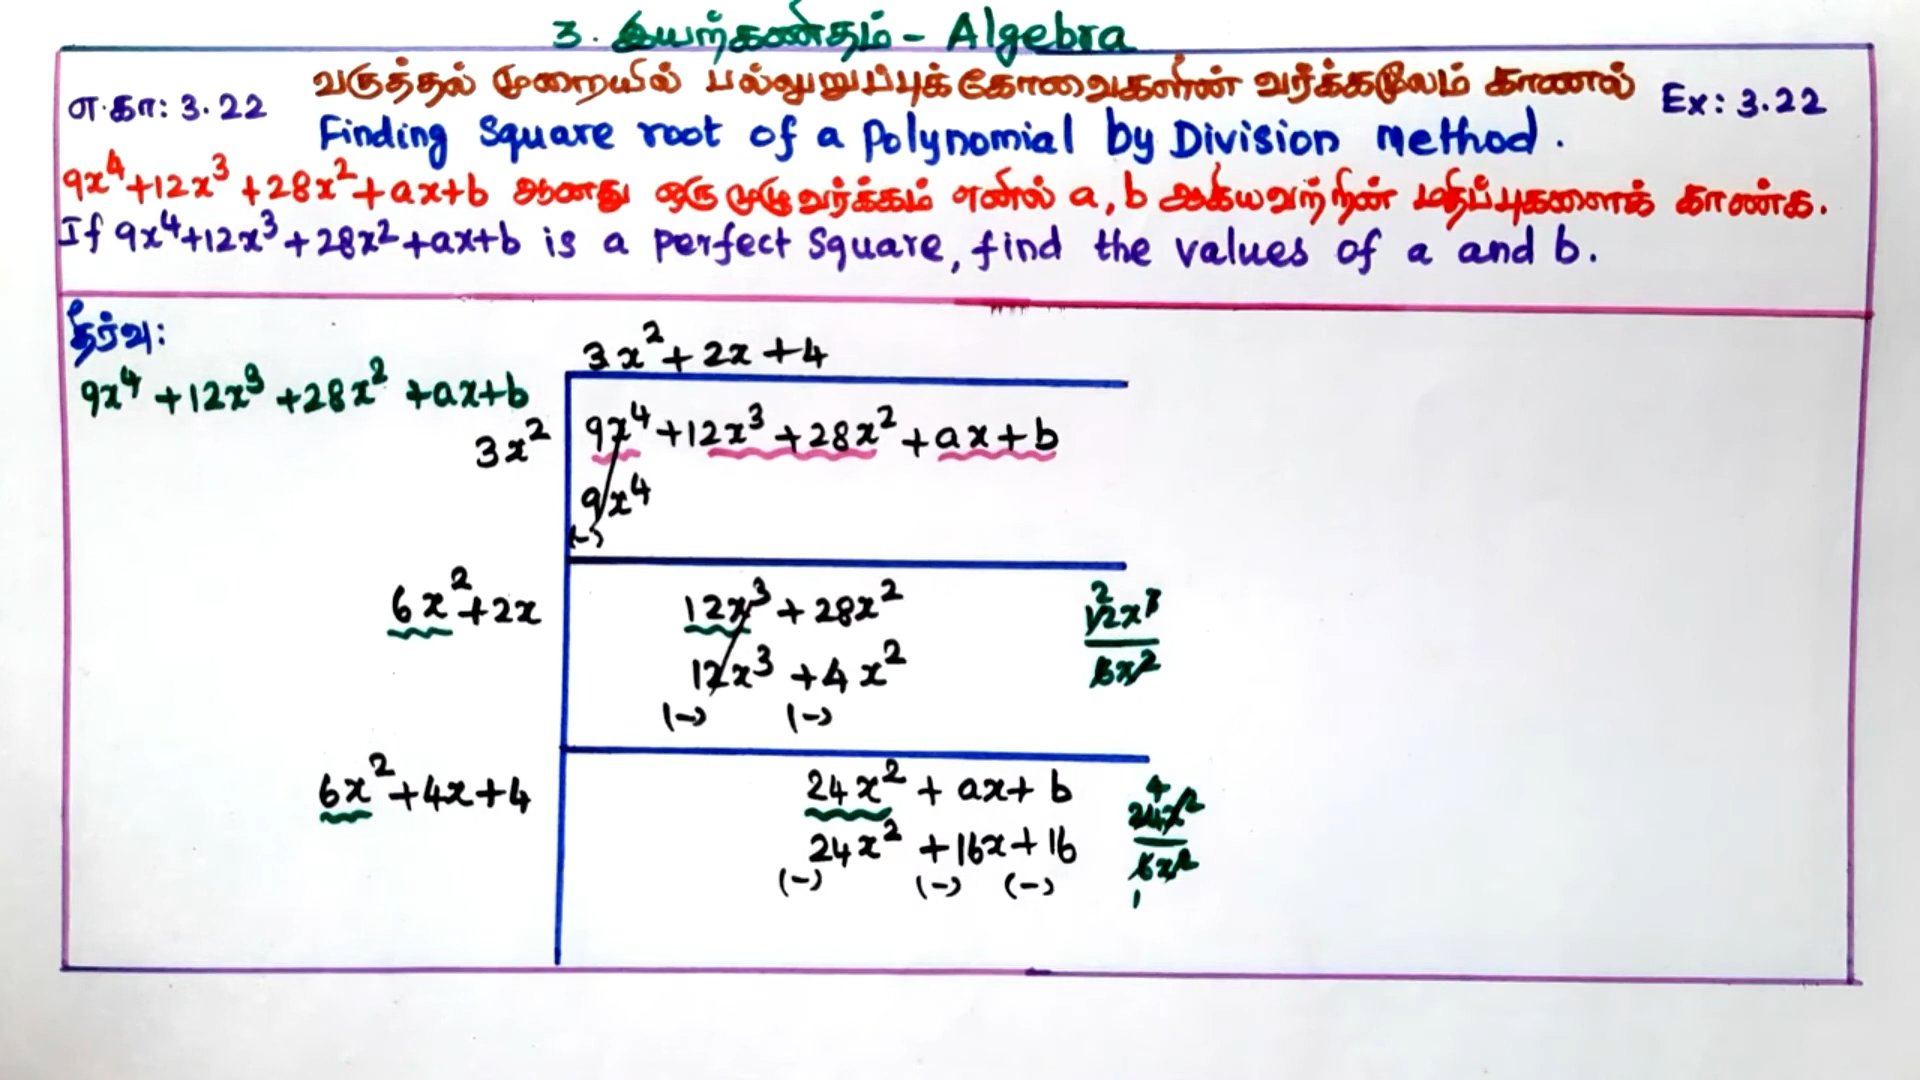 3. இயற்கணிதம் - Algebra
வகுத்தல் முறையில் பல்லுறுப்புக்கோவைகளின் வர்க்கமூலம் காணல்
எ.கா: 3.22
Ex: 3.22
Finding Square root of a Polynomial by Division method.
9x⁴+12x³+28x²+ax+b ஆனது ஒரு முழு வர்க்கம் எனில் a, b ஆகியவற்றின் மதிப்புகளைக் காண்க.
If 9x⁴+12x³+28x²+ax+b is a perfect Square, find the values of a and b.
தீர்வு:
3x²+2x+4
9x⁴+12x³+28x²+ax+b
3x² 9x⁴+12x³+28x²+ax+b
9x⁴
(-)
6x²+2x 12x³+28x² 2 12x³
12x³+4x² 6x²
(-) (-)
6x²+4x+4 24x²+ax+b 4 24x²
24x²+16x+16 6x²
(-) (-) (-) 1